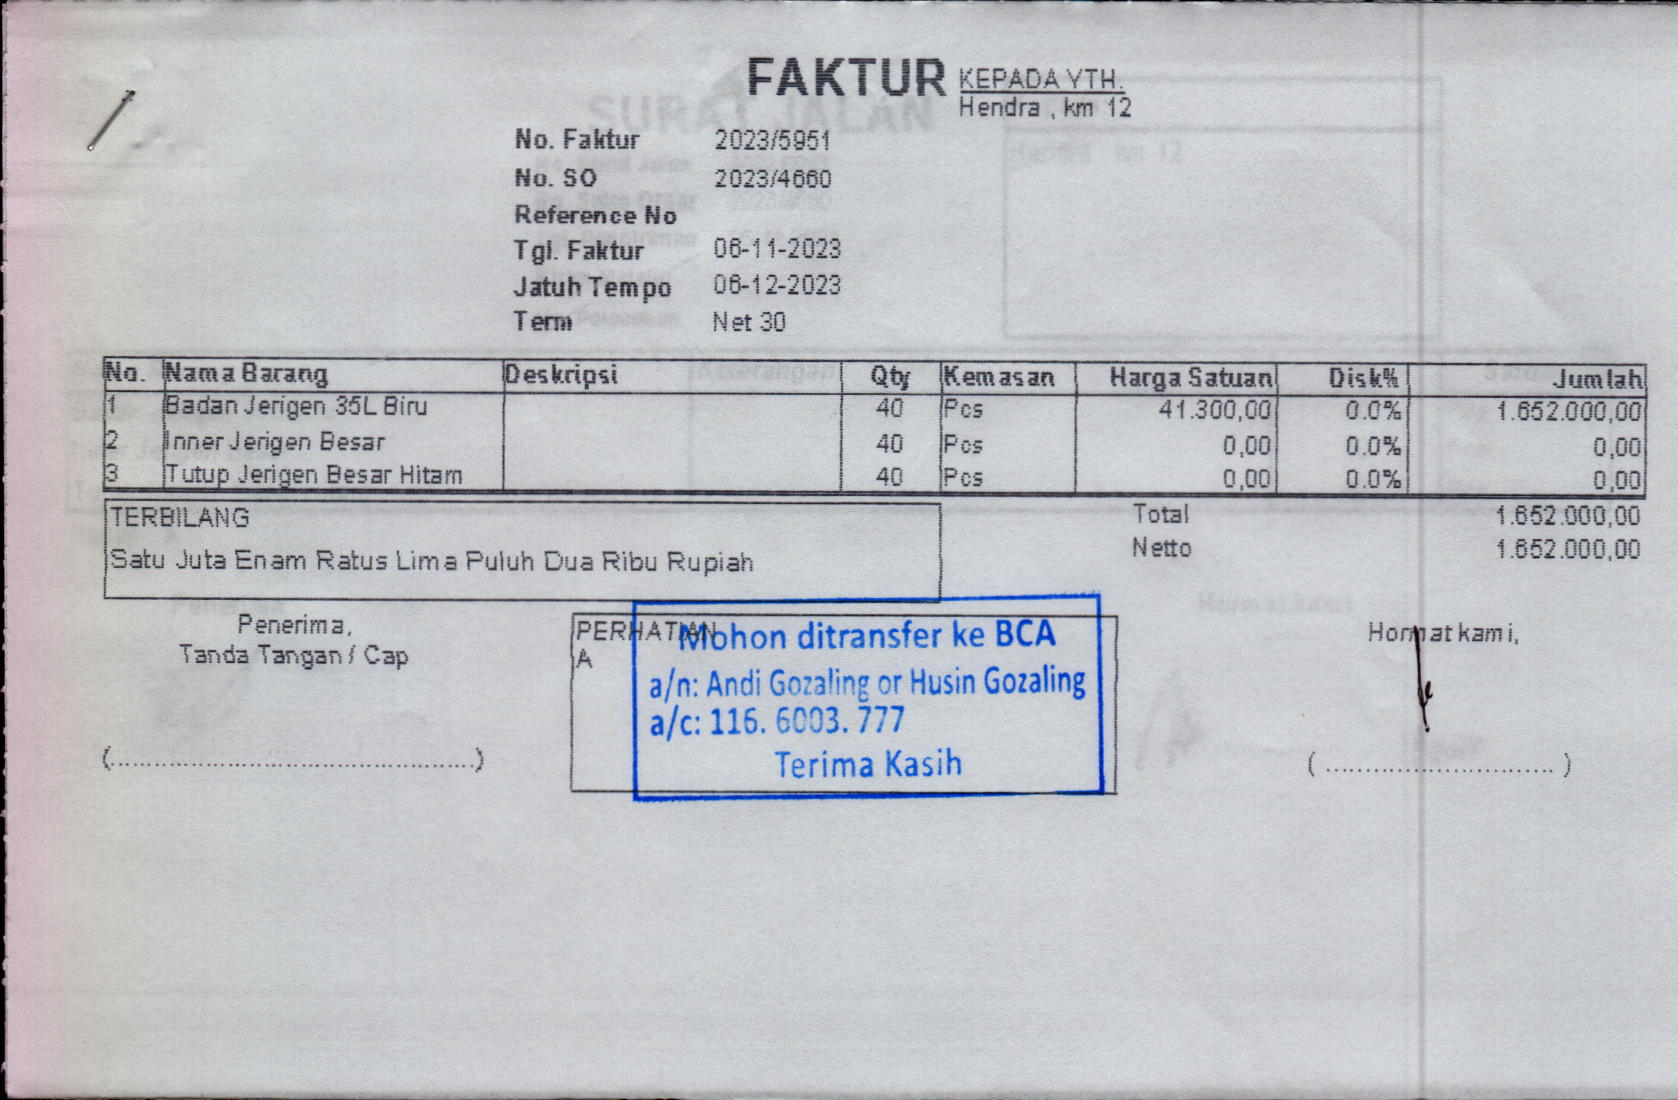 FAKTUR
KEPADA YTH.
Hendra , km 12
No. Faktur 2023/5951
No. SO 2023/4660
Reference No
Tgl. Faktur 06-11-2023
Jatuh Tempo 06-12-2023
Term Net 30
No. Nama Barang Deskripsi Qty Kemasan Harga Satuan Disk% Jumlah
1 Badan Jerigen 35L Biru 40 Pcs 41.300,00 0.0% 1.652.000,00
2 Inner Jerigen Besar 40 Pcs 0,00 0.0% 0,00
3 Tutup Jerigen Besar Hitam 40 Pcs 0,00 0.0% 0,00
TERBILANG
Satu Juta Enam Ratus Lima Puluh Dua Ribu Rupiah
Total 1.652.000,00
Netto 1.652.000,00
Penerima,
Tanda Tangan / Cap
(................................................)
PERHATIAN
A
Mohon ditransfer ke BCA
a/n: Andi Gozaling or Husin Gozaling
a/c: 116. 6003. 777
Terima Kasih
Hormat kami,
( ............................. )
SURAT JALAN
Hendra km 12